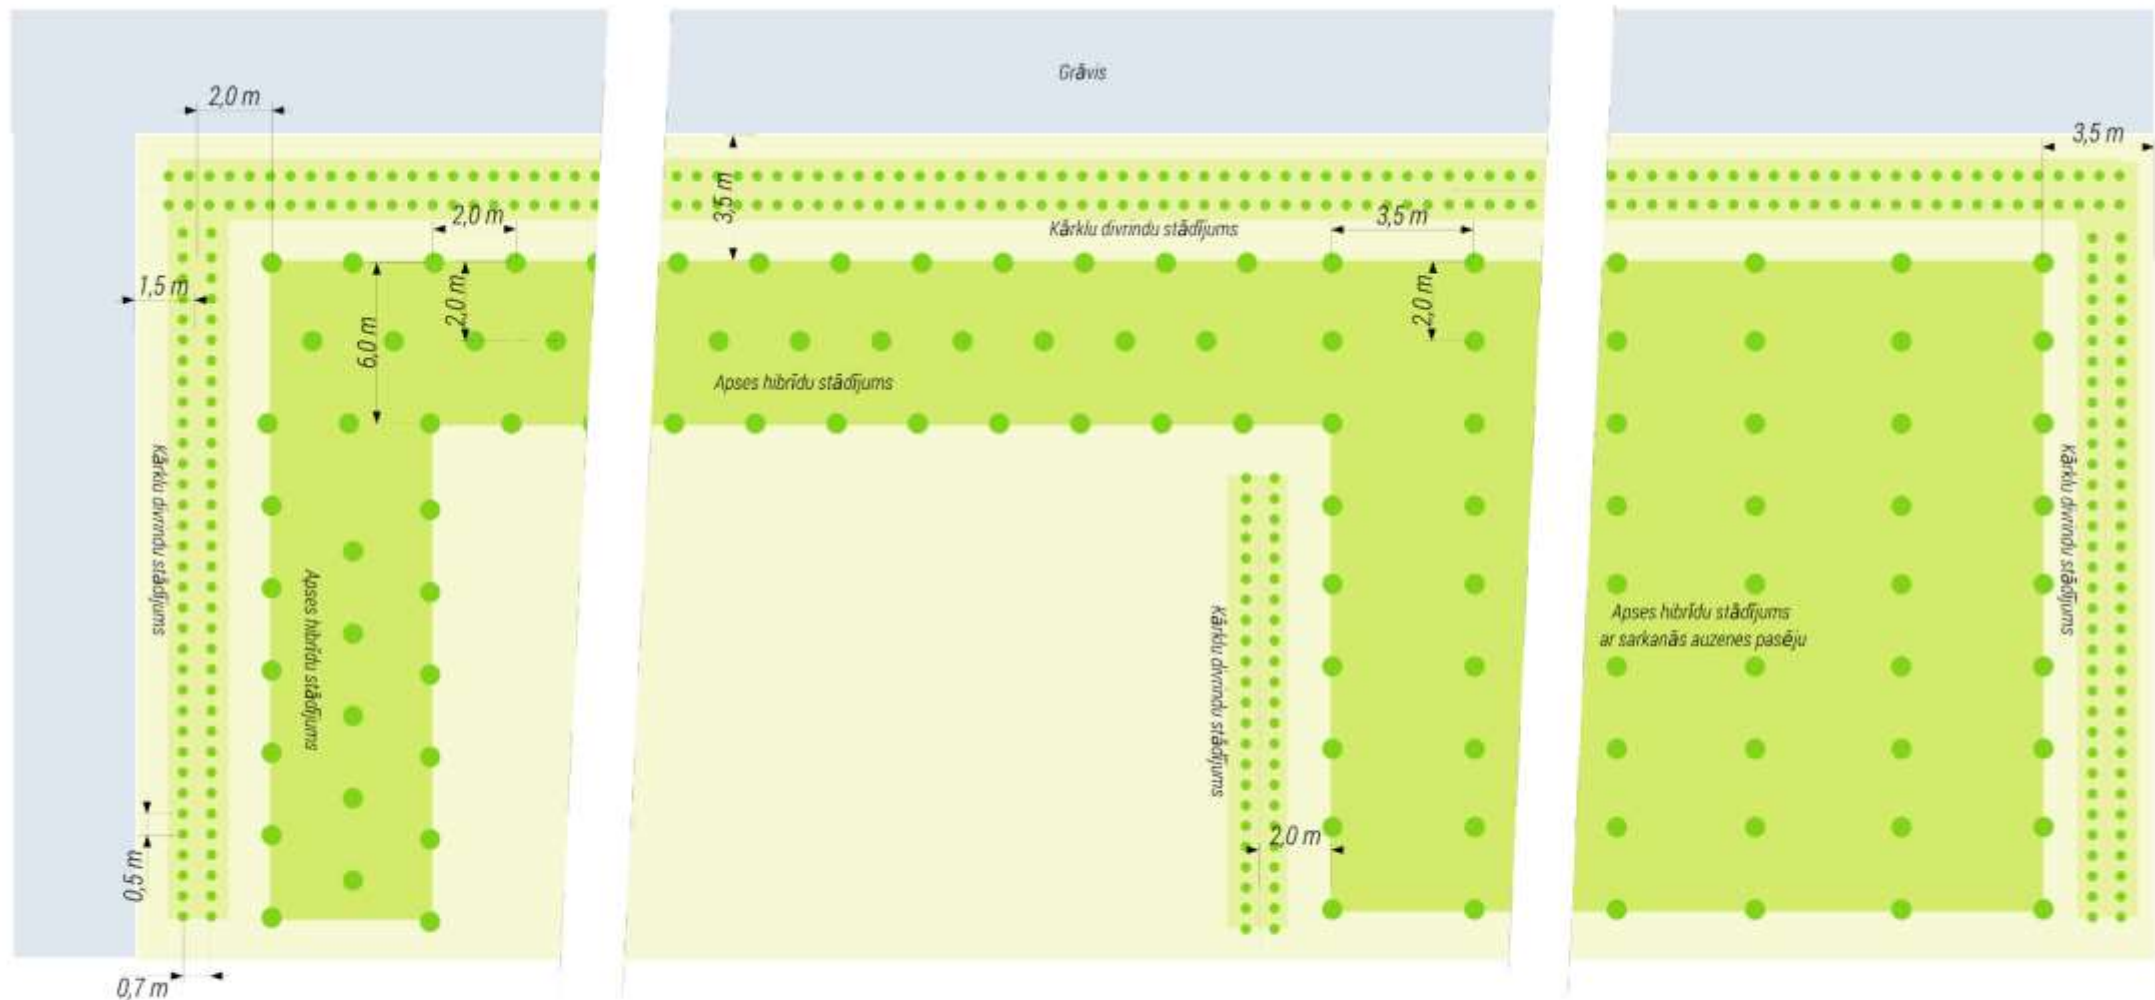 Grāvis
2,0 m
3,5 m
3,5 m
2,0 m
Kārklu divrindu stādījums
3,5 m
1,5 m
2,0 m
2,0 m
6,0 m
Apses hibrīdu stādījums
Kārklu divrindu stādījums
Apses hibrīdu stādījums
Kārklu divrindu stādījums
Apses hibrīdu stādījums
ar sarkanās auzenes pasēju
Kārklu divrindu stādījums
2,0 m
0,5 m
0,7 m